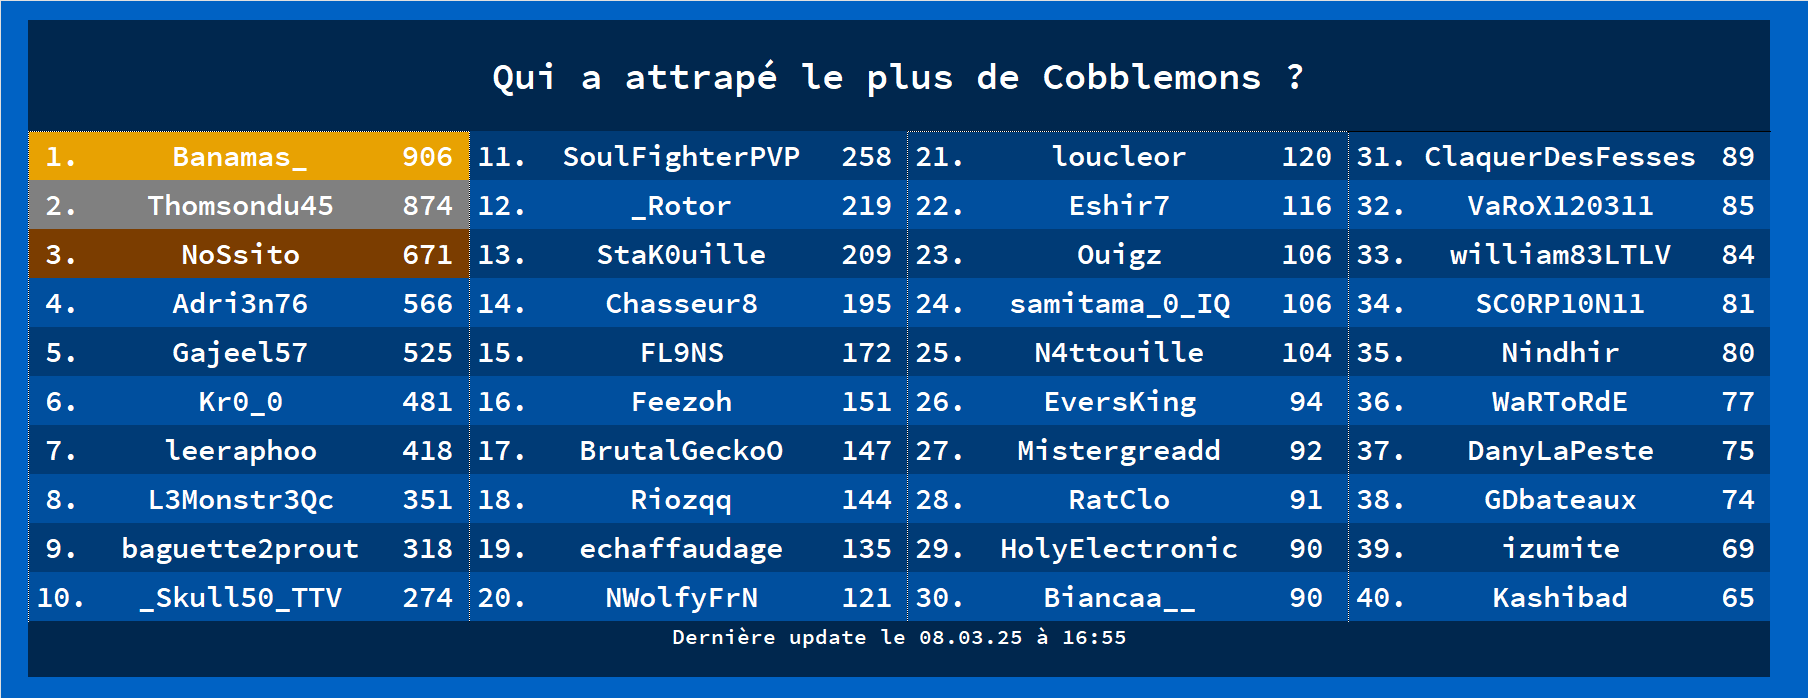 Qui a attrapé le plus de Cobblemons ?
1. Banamas_ 906 11. SoulFighterPVP 258 21. loucleor 120 31. ClaquerDesFesses 89
2. Thomsondu45 874 12. _Rotor 219 22. Eshir7 116 32. VaRoX120311 85
3. NoSsito 671 13. StaK0uille 209 23. Ouigz 106 33. william83LTLV 84
4. Adri3n76 566 14. Chasseur8 195 24. samitama_0_IQ 106 34. SC0RP10N11 81
5. Gajeel57 525 15. FL9NS 172 25. N4ttouille 104 35. Nindhir 80
6. Kr0_0 481 16. Feezoh 151 26. EversKing 94 36. WaRToRdE 77
7. leeraphoo 418 17. BrutalGeckoO 147 27. Mistergreadd 92 37. DanyLaPeste 75
8. L3Monstr3Qc 351 18. Riozqq 144 28. RatClo 91 38. GDbateaux 74
9. baguette2prout 318 19. echaffaudage 135 29. HolyElectronic 90 39. izumite 69
10. _Skull50_TTV 274 20. NWolfyFrN 121 30. Biancaa__ 90 40. Kashibad 65
Dernière update le 08.03.25 à 16:55